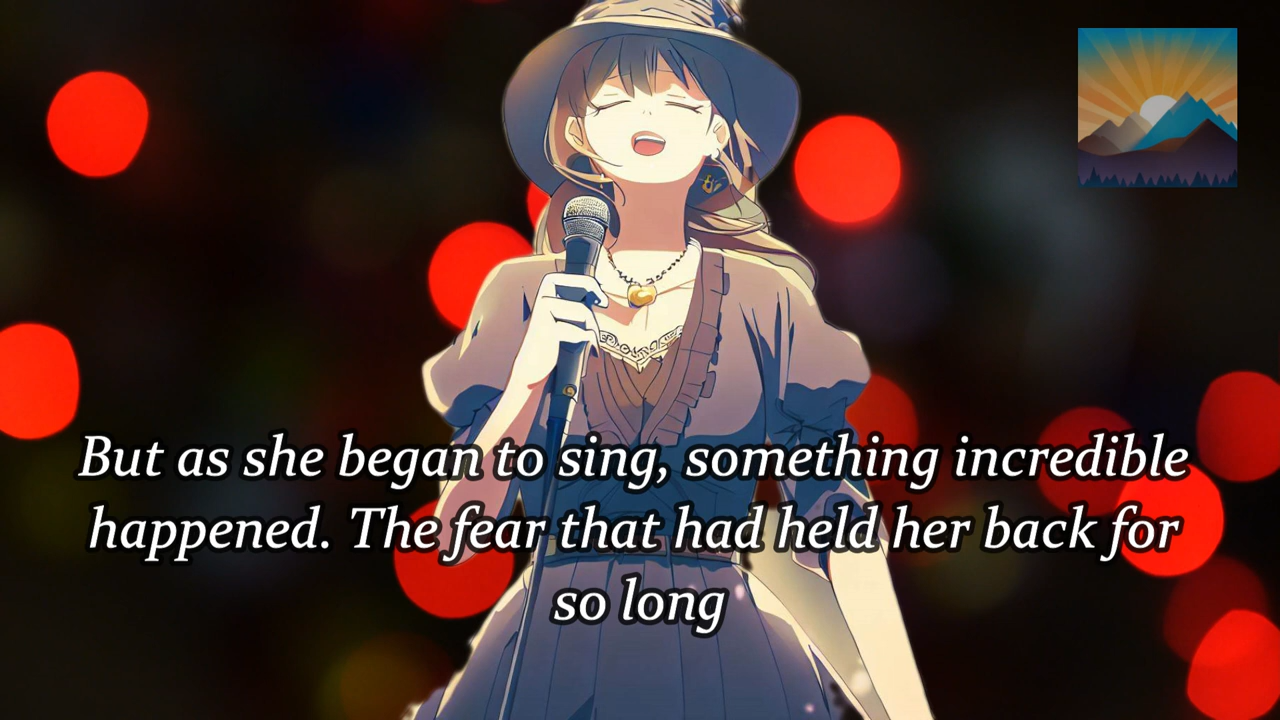 But as she began to sing, something incredible
happened. The fear that had held her back for
so long